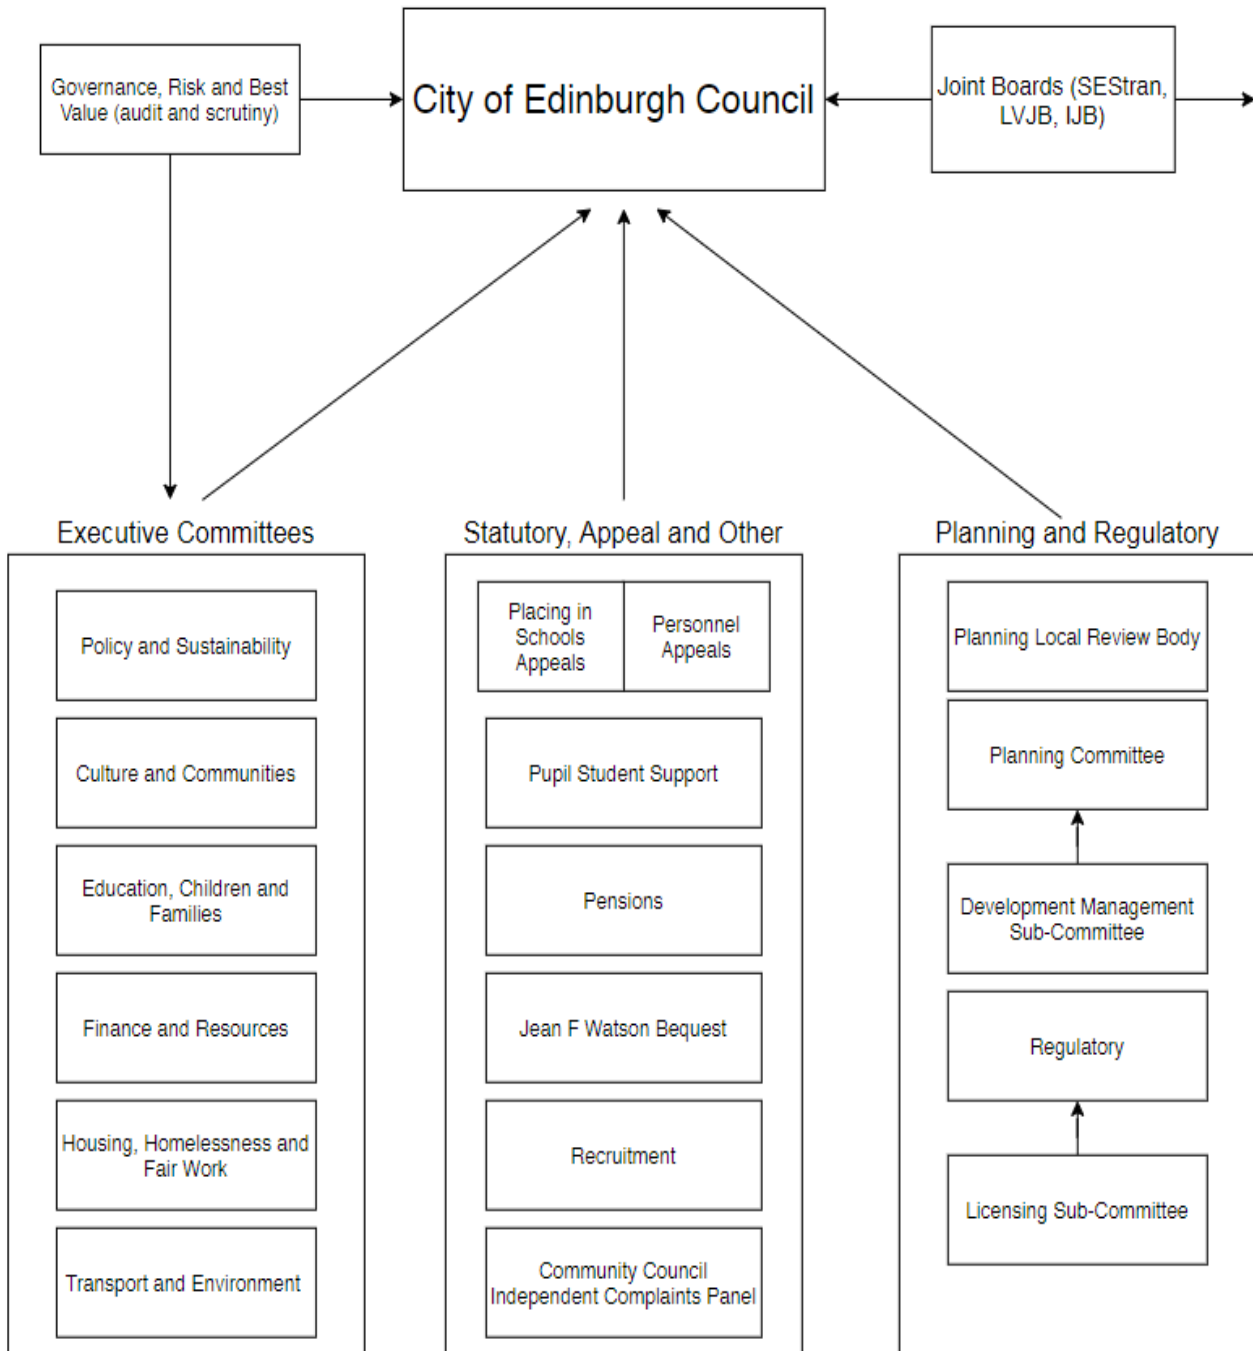 Governance, Risk and Best
Value (audit and scrutiny)
City of Edinburgh Council
Joint Boards (SEStran,
LVJB, IJB)
Executive Committees
Policy and Sustainability
Culture and Communities
Education, Children and
Families
Finance and Resources
Housing, Homelessness and
Fair Work
Transport and Environment
Statutory, Appeal and Other
Placing in
Schools
Appeals
Personnel
Appeals
Pupil Student Support
Pensions
Jean F Watson Bequest
Recruitment
Community Council
Independent Complaints Panel
Planning and Regulatory
Planning Local Review Body
Planning Committee
Development Management
Sub-Committee
Regulatory
Licensing Sub-Committee